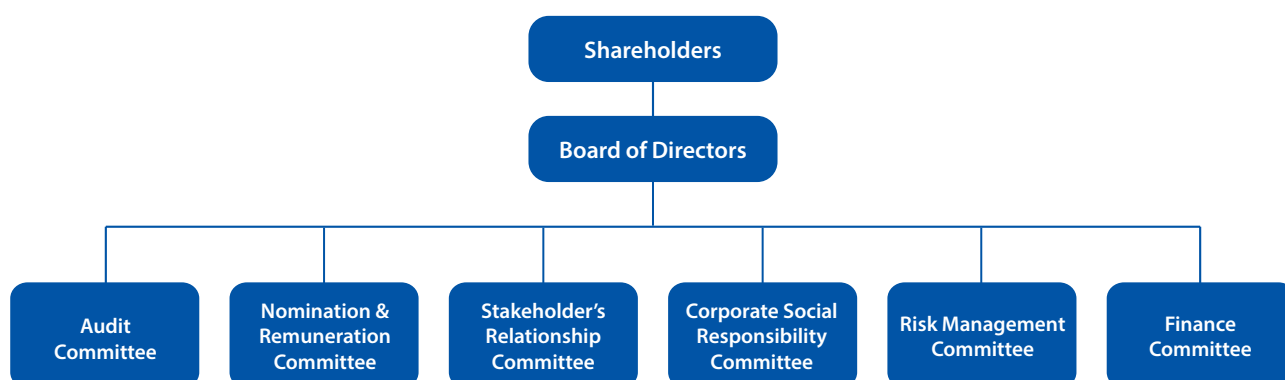 Shareholders
Board of Directors
Audit
Committee
Nomination &
Remuneration
Committee
Stakeholder’s
Relationship
Committee
Corporate Social
Responsibility
Committee
Risk Management
Committee
Finance
Committee